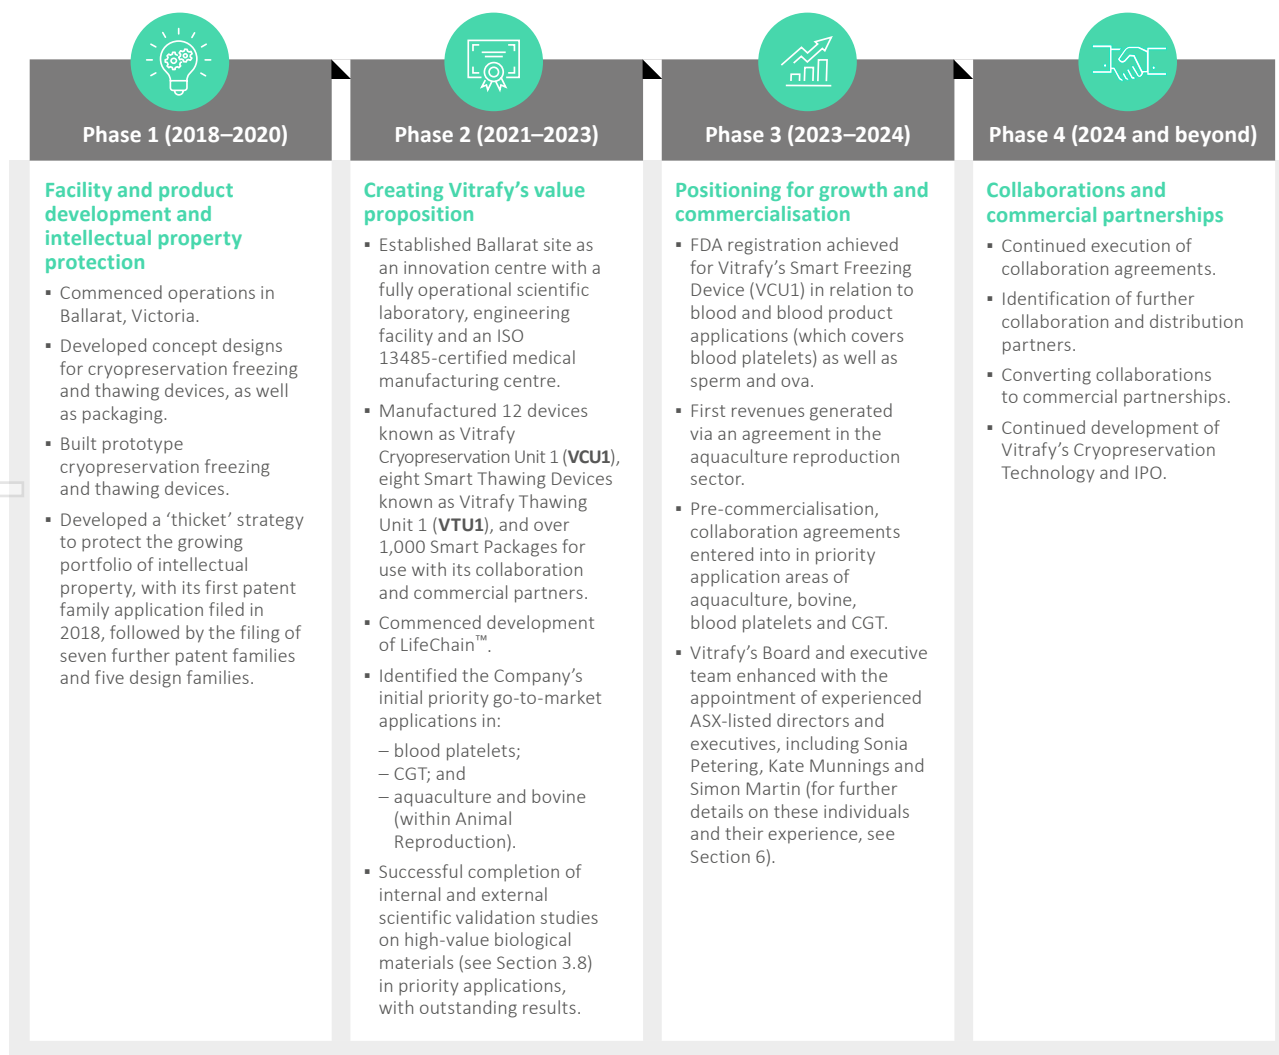 Phase 1 (2018–2020)
Facility and product
development and
intellectual property
protection
▪ Commenced operations in
Ballarat, Victoria.
▪ Developed concept designs
for cryopreservation freezing
and thawing devices, as well
as packaging.
▪ Built prototype
cryopreservation freezing
and thawing devices.
▪ Developed a ‘thicket’ strategy
to protect the growing
portfolio of intellectual
property, with its first patent
family application filed in
2018, followed by the filing of
seven further patent families
and five design families.
Phase 2 (2021–2023)
Creating Vitrafy’s value
proposition
▪ Established Ballarat site as
an innovation centre with a
fully operational scientific
laboratory, engineering
facility and an ISO
13485-certified medical
manufacturing centre.
▪ Manufactured 12 devices
known as Vitrafy
Cryopreservation Unit 1 (VCU1),
eight Smart Thawing Devices
known as Vitrafy Thawing
Unit 1 (VTU1), and over
1,000 Smart Packages for
use with its collaboration
and commercial partners.
▪ Commenced development
of LifeChain™.
▪ Identified the Company’s
initial priority go-to-market
applications in:
– blood platelets;
– CGT; and
– aquaculture and bovine
(within Animal
Reproduction).
▪ Successful completion of
internal and external
scientific validation studies
on high-value biological
materials (see Section 3.8)
in priority applications,
with outstanding results.
Phase 3 (2023–2024)
Positioning for growth and
commercialisation
▪ FDA registration achieved
for Vitrafy’s Smart Freezing
Device (VCU1) in relation to
blood and blood product
applications (which covers
blood platelets) as well as
sperm and ova.
▪ First revenues generated
via an agreement in the
aquaculture reproduction
sector.
▪ Pre-commercialisation,
collaboration agreements
entered into in priority
application areas of
aquaculture, bovine,
blood platelets and CGT.
▪ Vitrafy’s Board and executive
team enhanced with the
appointment of experienced
ASX-listed directors and
executives, including Sonia
Petering, Kate Munnings and
Simon Martin (for further
details on these individuals
and their experience, see
Section 6).
Phase 4 (2024 and beyond)
Collaborations and
commercial partnerships
▪ Continued execution of
collaboration agreements.
▪ Identification of further
collaboration and distribution
partners.
▪ Converting collaborations
to commercial partnerships.
▪ Continued development of
Vitrafy’s Cryopreservation
Technology and IPO.